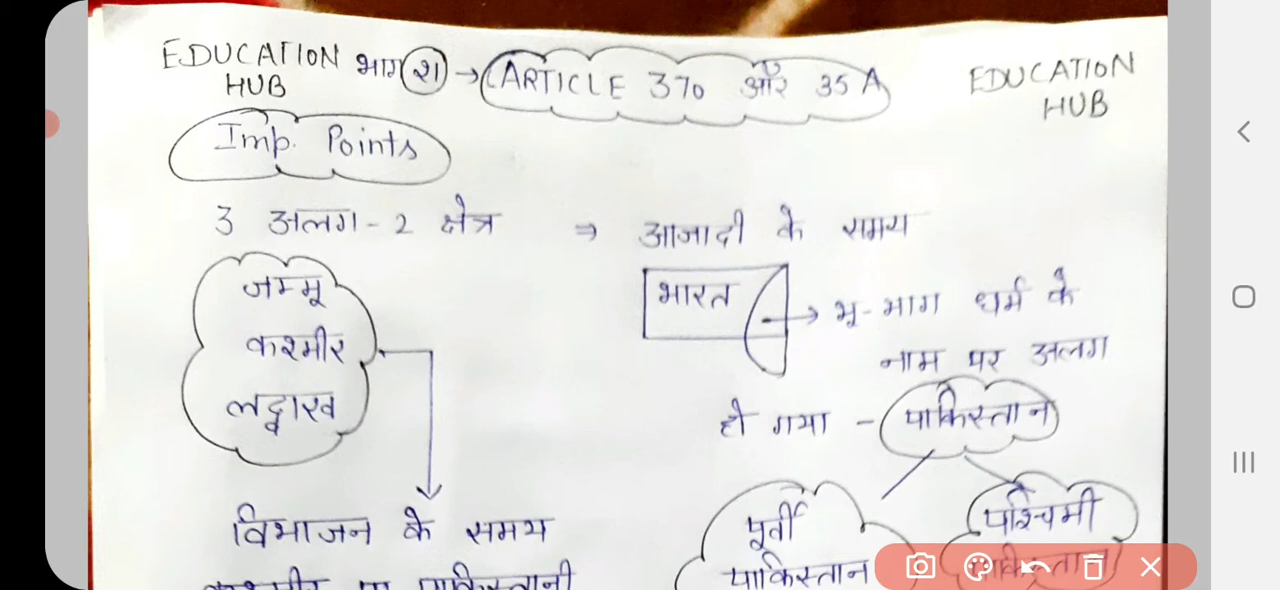 EDUCATION HUB
भाग २१ → ARTICLE 370 और 35 A
EDUCATION HUB
Imp. Points
3 अलग-2 क्षेत्र ⇒ आजादी के समय
जम्मू
कश्मीर
लद्दाख
भारत → भू-भाग धर्म के
नाम पर अलग
हो गया - पाकिस्तान
पूर्वी
पाकिस्तान
पश्चिमी
पाकिस्तान
विभाजन के समय